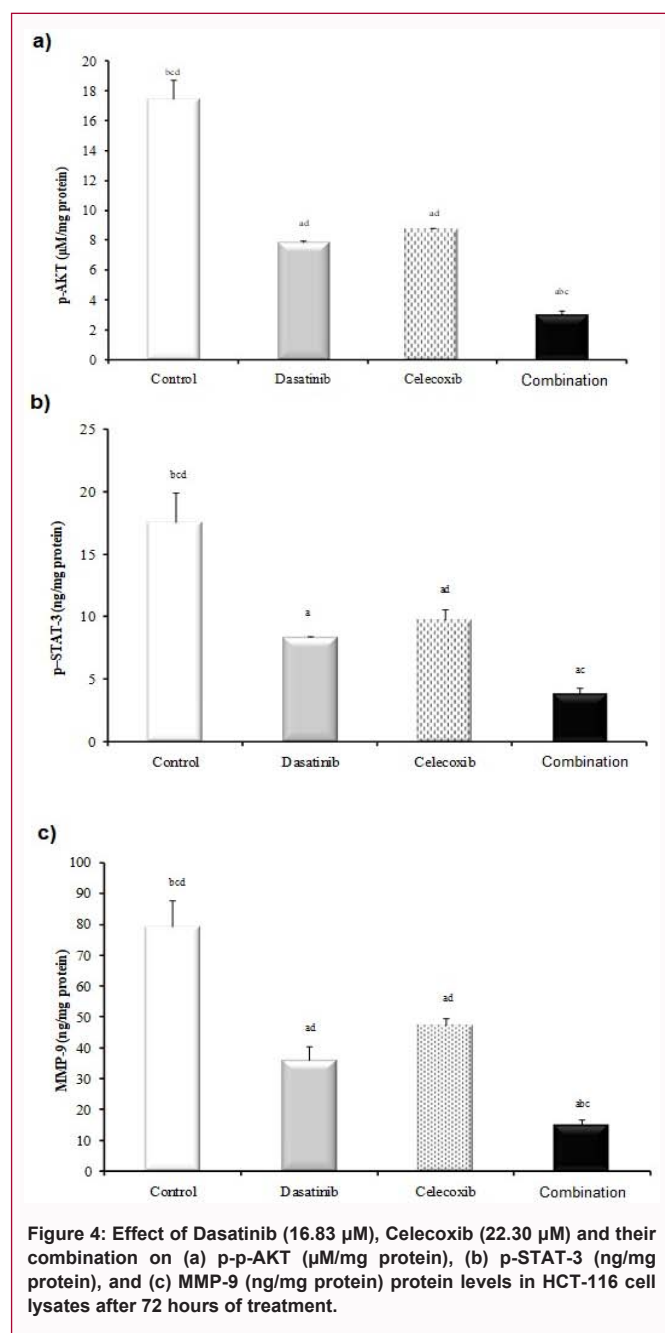 a)
20
18
16
14
12
10
8
6
4
2
0
p-AKT (µM/mg protein)
bcd
ad
ad
abc
Control Dasatinib Celecoxib Combination
b)
25
20
15
10
5
0
p–STAT-3 (ng/mg protein)
bcd
a
ad
ac
Control Dasatinib Celecoxib Combination
c)
100
90
80
70
60
50
40
30
20
10
0
MMP-9 (ng/mg protein)
bcd
ad
ad
abc
Control Dasatinib Celecoxib Combination
Figure 4: Effect of Dasatinib (16.83 µM), Celecoxib (22.30 µM) and their
combination on (a) p-p-AKT (µM/mg protein), (b) p-STAT-3 (ng/mg
protein), and (c) MMP-9 (ng/mg protein) protein levels in HCT-116 cell
lysates after 72 hours of treatment.